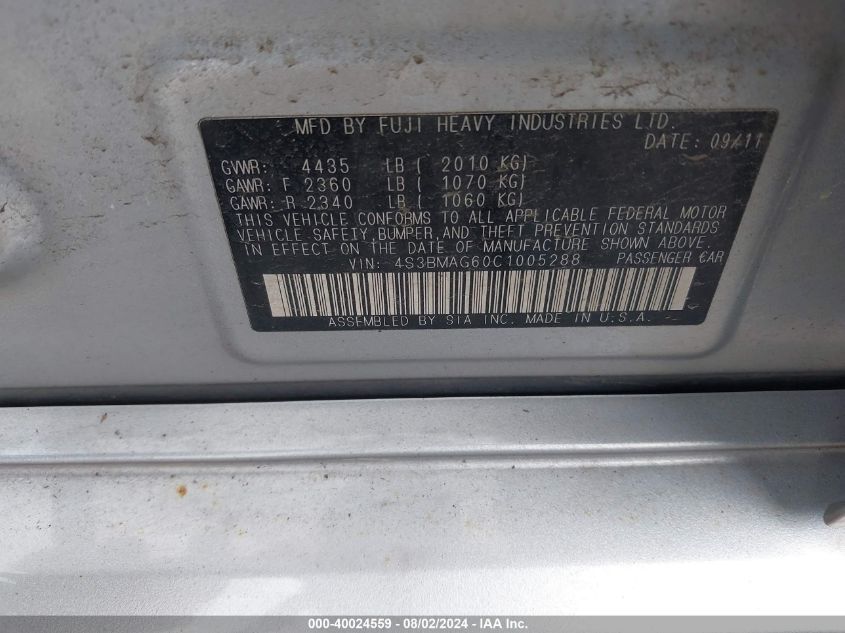 MFD BY FUJI HEAVY INDUSTRIES LTD.
DATE: 09/11
GVWR: 4435 LB ( 2010 KG)
GAWR: F 2360 LB ( 1070 KG)
GAWR: R 2340 LB ( 1060 KG)
THIS VEHICLE CONFORMS TO ALL APPLICABLE FEDERAL MOTOR
VEHICLE SAFETY, BUMPER, AND THEFT PREVENTION STANDARDS
IN EFFECT ON THE DATE OF MANUFACTURE SHOWN ABOVE.
VIN: 4S3BMAG60C1005288 PASSENGER CAR
ASSEMBLED BY SIA INC. MADE IN U.S.A.
000-40024559 - 08/02/2024 - IAA Inc.